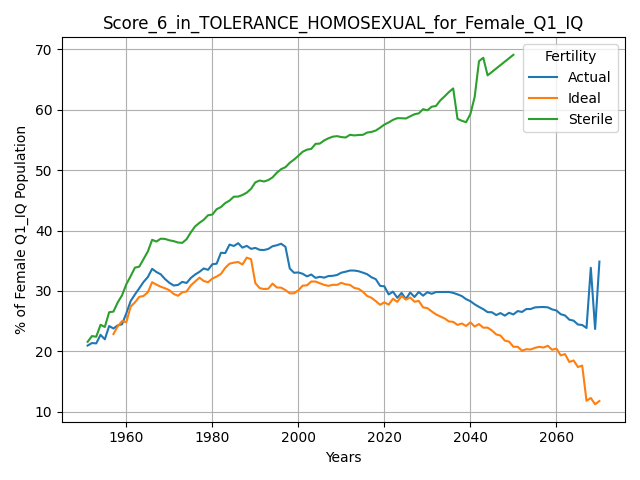 Score_6_in_TOLERANCE_HOMOSEXUAL_for_Female_Q1_IQ
% of Female Q1_IQ Population
70
60
50
40
30
20
10
Fertility
Actual
Ideal
Sterile
1960
1980
2000
2020
2040
2060
Years